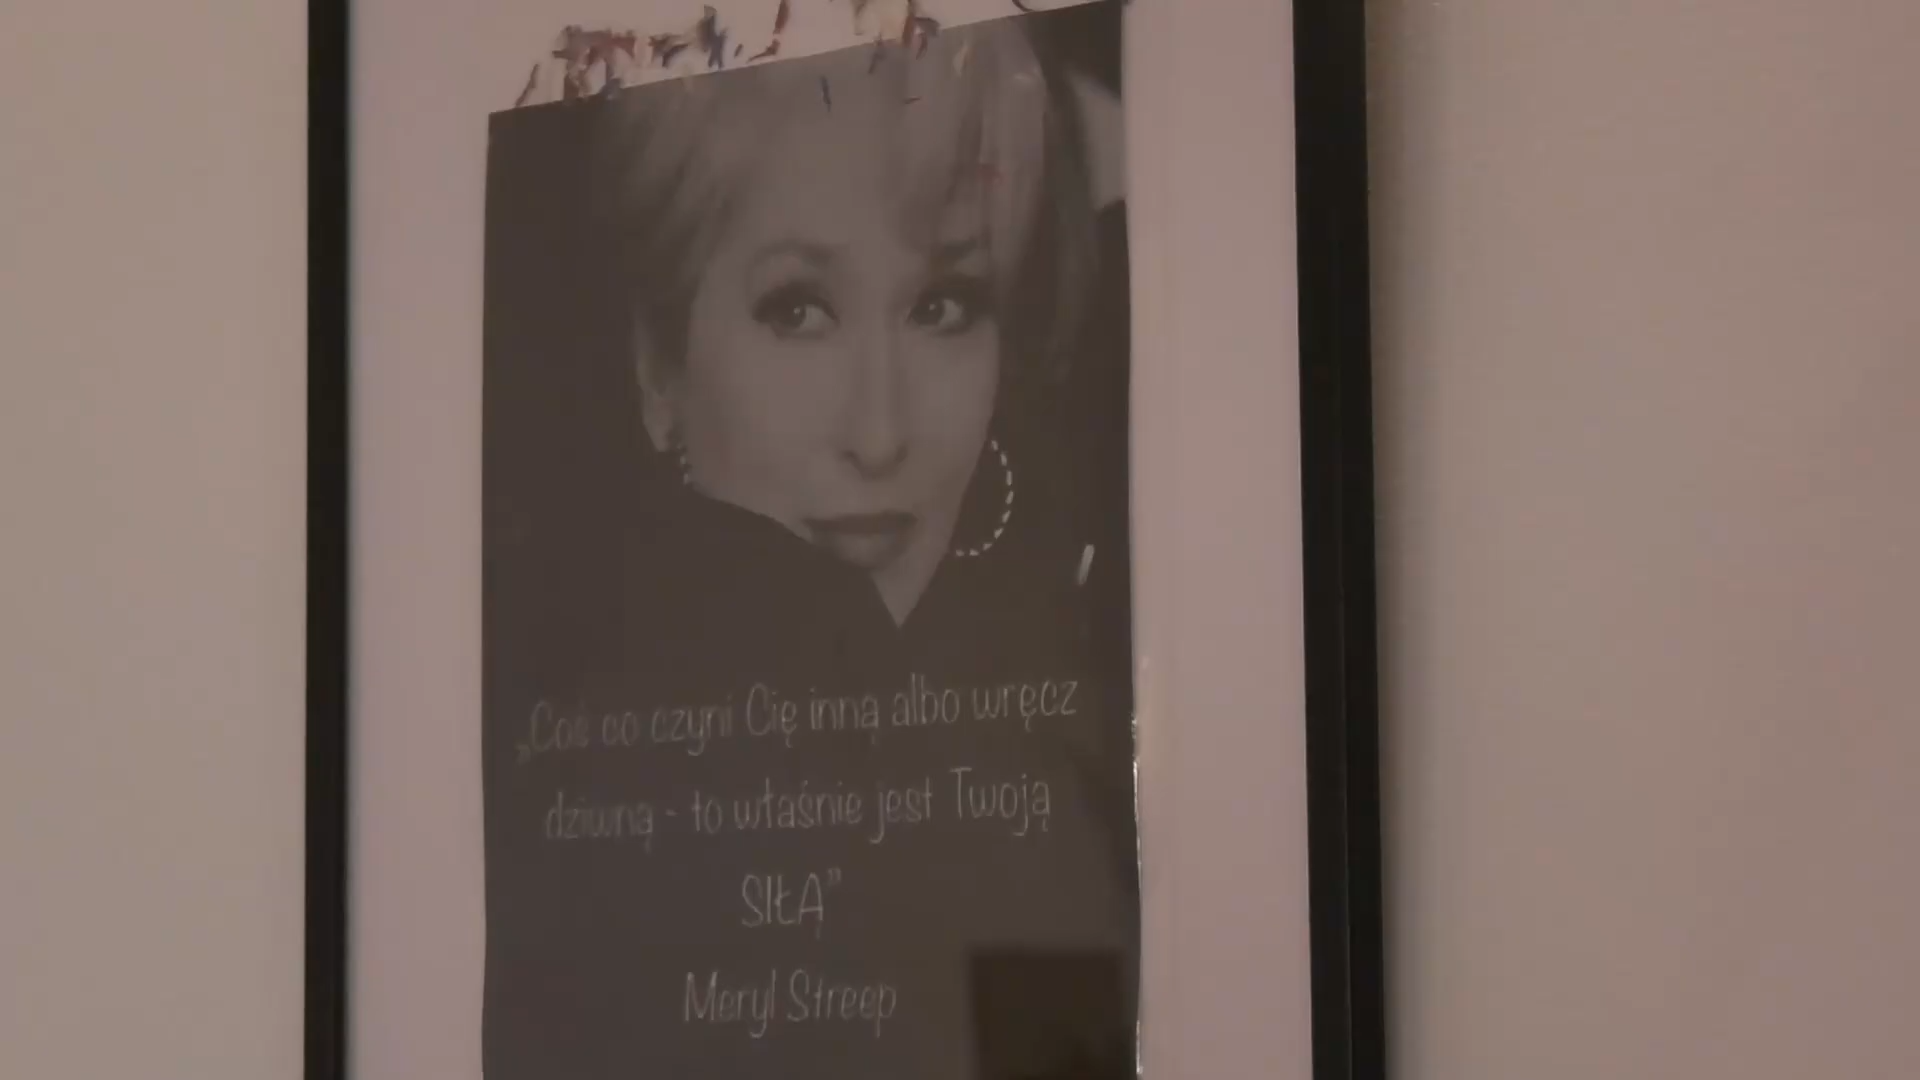 „Coś co czyni Cię inną albo wręcz
dziwną - to właśnie jest Twoją
SIŁĄ”
Meryl Streep